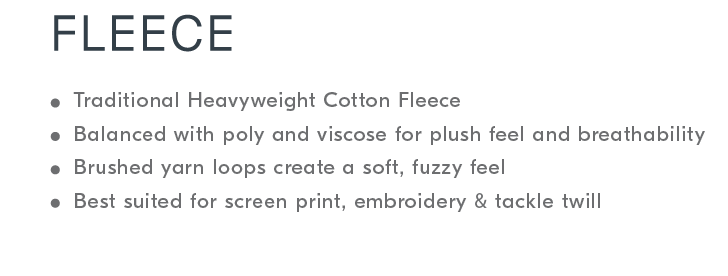 FLEECE
• Traditional Heavyweight Cotton Fleece
• Balanced with poly and viscose for plush feel and breathability
• Brushed yarn loops create a soft, fuzzy feel
• Best suited for screen print, embroidery & tackle twill